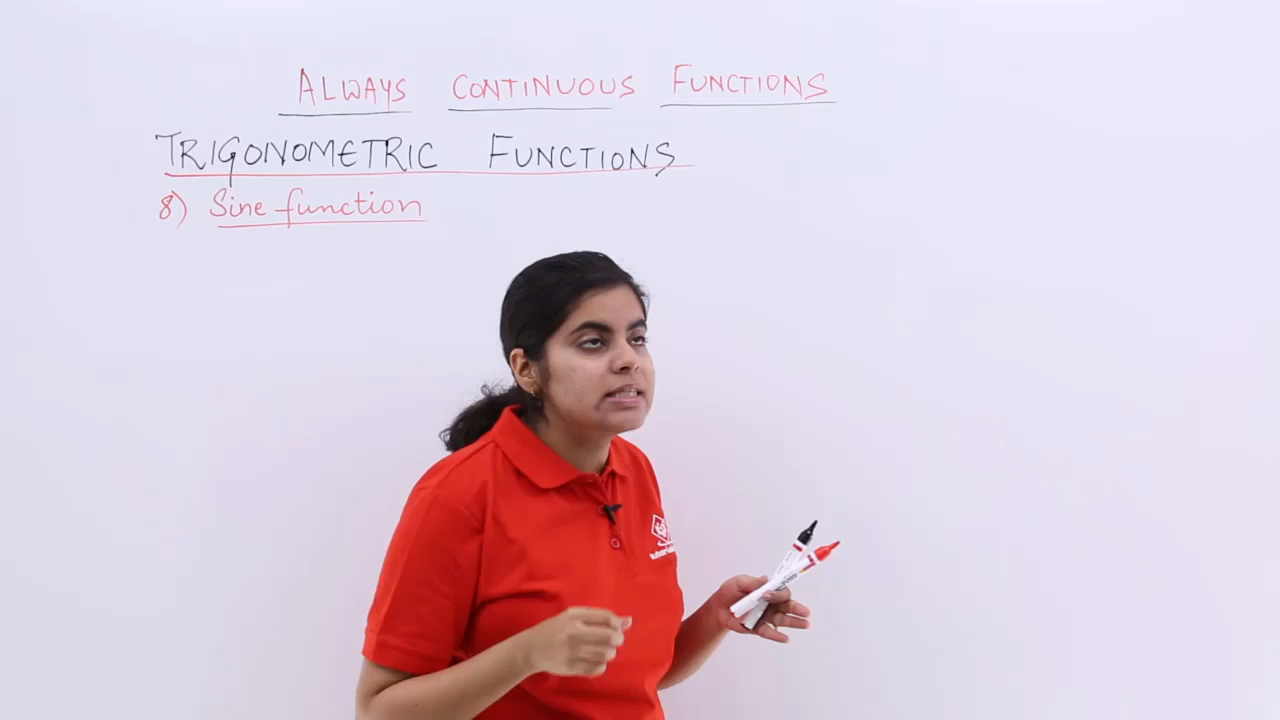 ALWAYS CONTINUOUS FUNCTIONS
TRIGONOMETRIC FUNCTIONS
8) Sine function